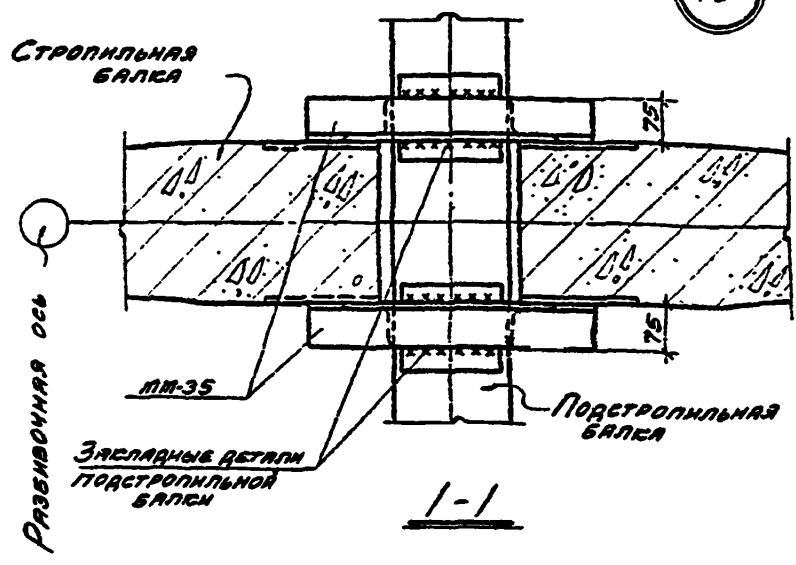 Стропильная
балка
75
Разбивочная ось
75
ММ-35
Подстропильная
балка
Закладные детали
подстропильной
балки
1-1